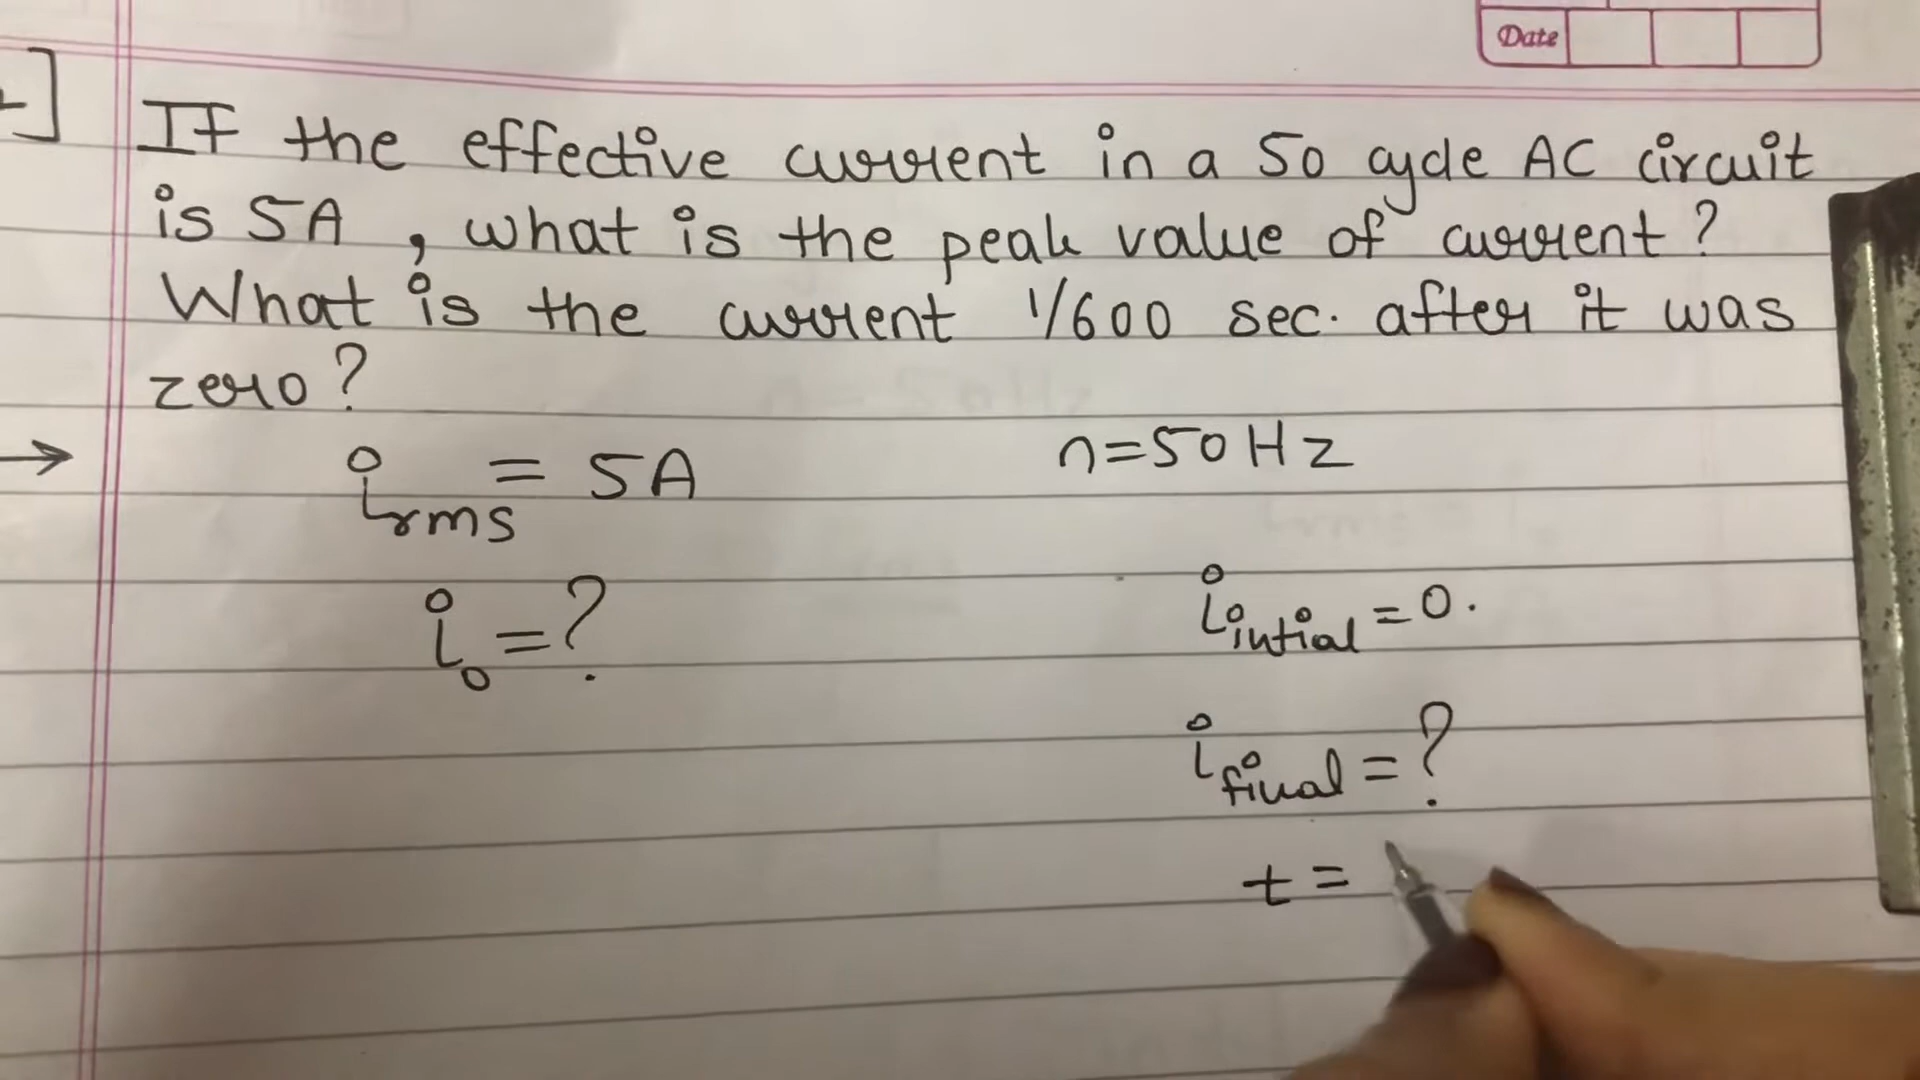 Date
If the effective current in a 50 cycle AC circuit
is 5A, what is the peak value of current?
What is the current 1/600 sec. after it was
zero?
→ i rms = 5A n=50Hz
i₀ = ? i intial = 0.
i final = ?
t =